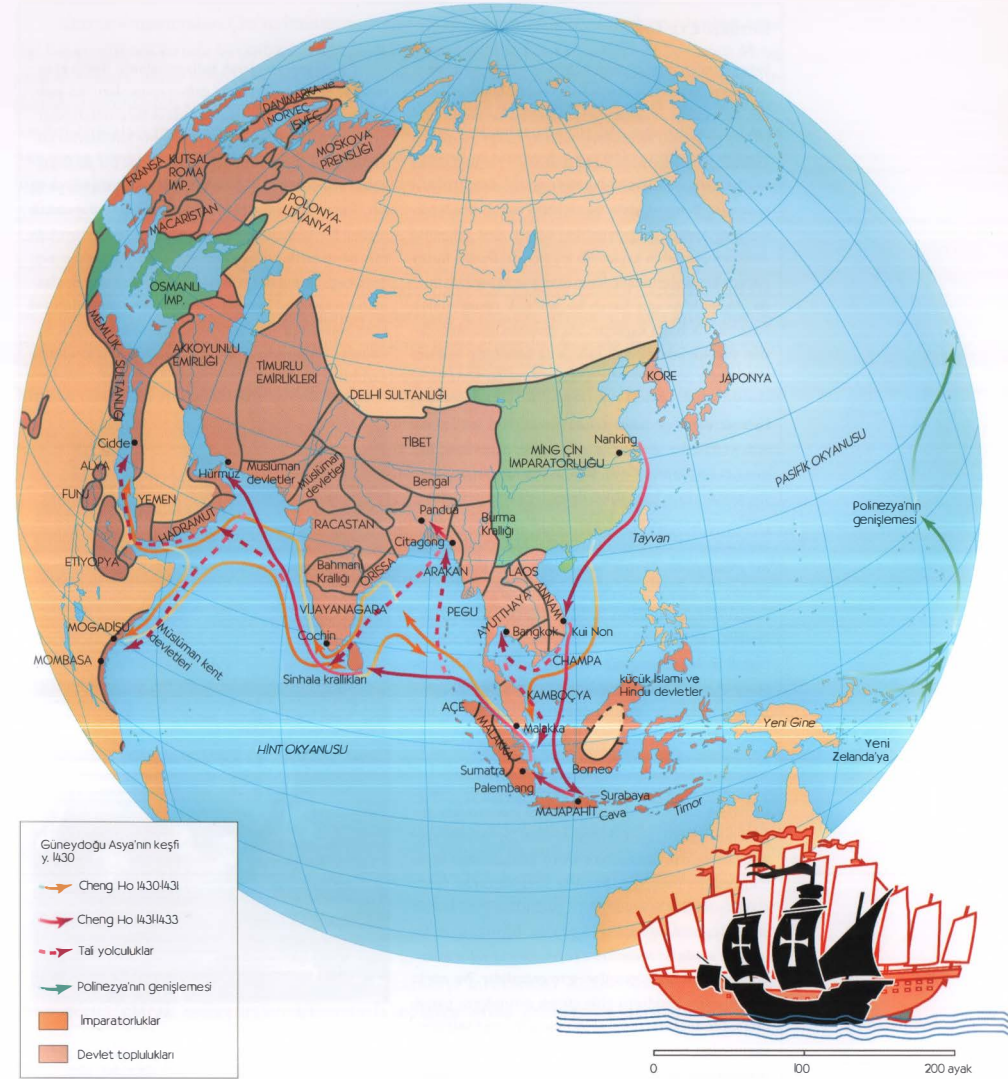 DANİMARKA ve
NORVEÇ
İSVEÇ
MOSKOVA
PRENSLİĞİ
FRANSA
KUTSAL
ROMA
İMP.
MACARİSTAN
POLONYA-
LİTVANYA
OSMANLI
İMP.
MEMLÛK SULTANLIĞI
AKKOYUNLU
EMİRLİĞİ
TİMURLU
EMİRLİKLERİ
DELHİ SULTANLIĞI
KORE
JAPONYA
TİBET
MİNG ÇİN
İMPARATORLUĞU
Nanking
PASİFİK OKYANUSU
Cidde
ALVA
Hürmüz
Müslüman
devletler
Müslüman
devletler
Bengal
FUNJ
YEMEN
HADRAMUT
Pandua
Burma
Krallığı
Polinezya'nın
genişlemesi
RACASTAN
Citagong
Tayvan
ETİYOPYA
Bahmani
Krallığı
ORISSA
ARAKAN
LAOS
ANNAM
VIJAYANAGARA
PEGU
AYUTTHAYA
Bangkok
Kui Non
MOGADİŞU
Cochin
MOMBASA
Müslüman kent
devletleri
CHAMPA
Sinhala krallıkları
KAMBOÇYA
küçük İslami ve
Hindu devletler
AÇE
MALAKKA
Malakka
Yeni Gine
HİNT OKYANUSU
Yeni
Zelanda'ya
Sumatra
Borneo
Palembang
Surabaya
MAJAPAHİT
Cava
Timor
Güneydoğu Asya'nın keşfi
y. 1430
Cheng Ho 1430-1431
Cheng Ho 1431-1433
Tali yolculuklar
Polinezya'nın genişlemesi
İmparatorluklar
Devlet toplulukları
0 100 200 ayak